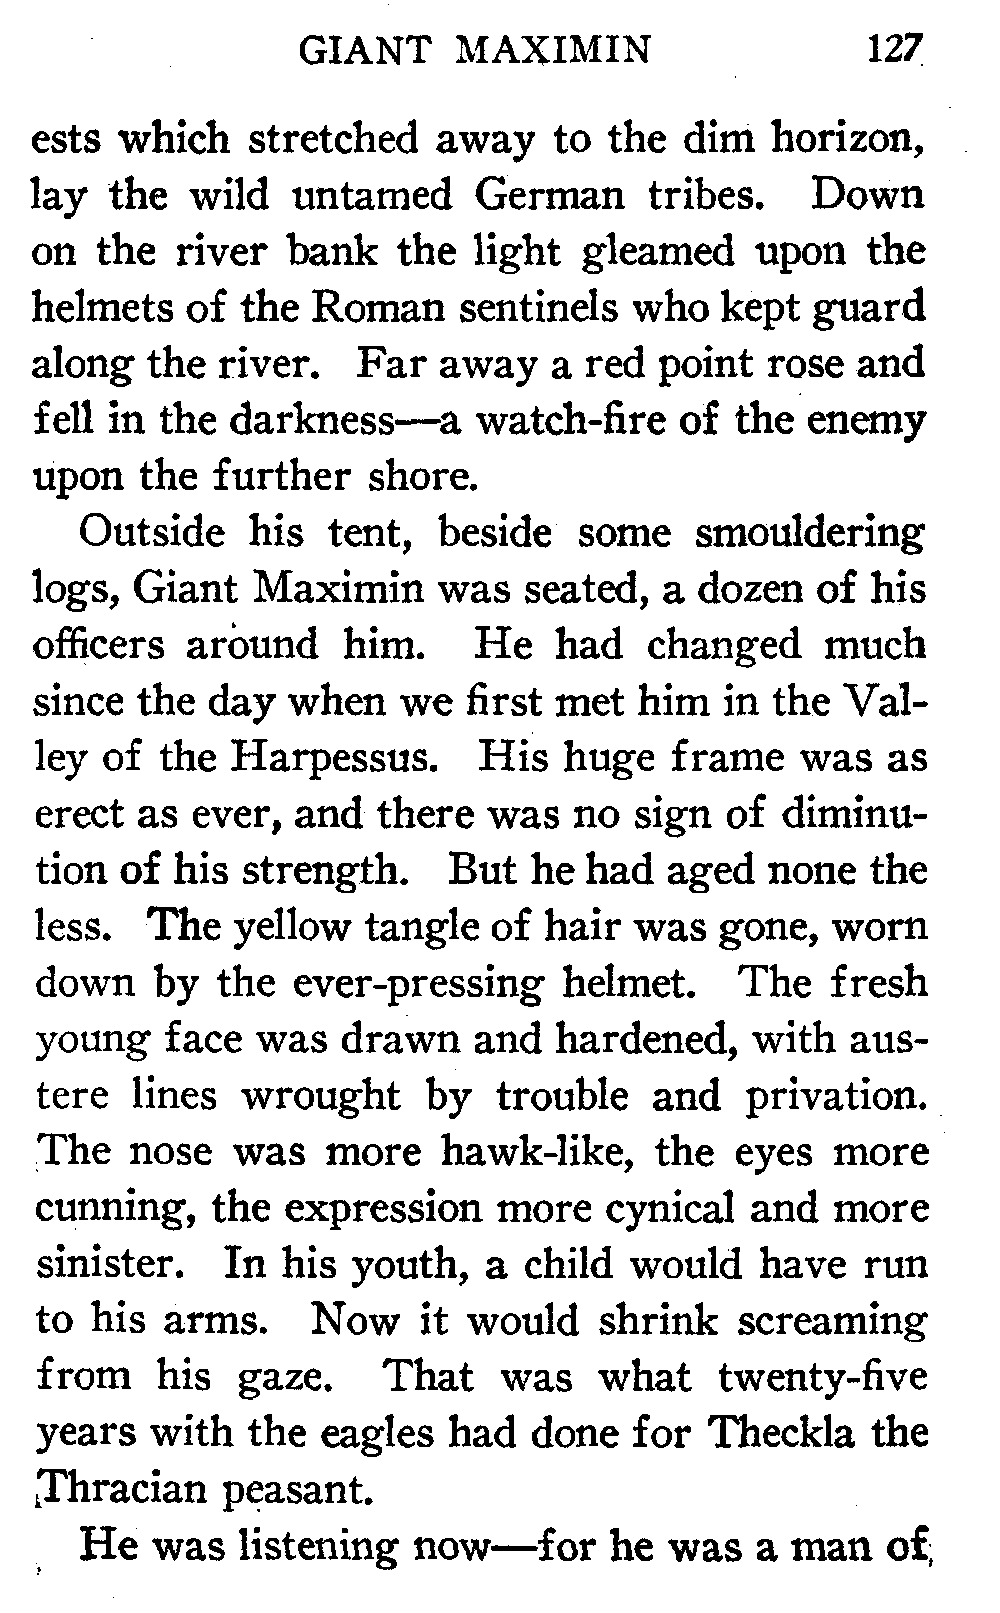 GIANT MAXIMIN 127
ests which stretched away to the dim horizon,
lay the wild untamed German tribes. Down
on the river bank the light gleamed upon the
helmets of the Roman sentinels who kept guard
along the river. Far away a red point rose and
fell in the darkness—a watch-fire of the enemy
upon the further shore.
Outside his tent, beside some smouldering
logs, Giant Maximin was seated, a dozen of his
officers around him. He had changed much
since the day when we first met him in the Val-
ley of the Harpessus. His huge frame was as
erect as ever, and there was no sign of diminu-
tion of his strength. But he had aged none the
less. The yellow tangle of hair was gone, worn
down by the ever-pressing helmet. The fresh
young face was drawn and hardened, with aus-
tere lines wrought by trouble and privation.
The nose was more hawk-like, the eyes more
cunning, the expression more cynical and more
sinister. In his youth, a child would have run
to his arms. Now it would shrink screaming
from his gaze. That was what twenty-five
years with the eagles had done for Theckla the
Thracian peasant.
He was listening now—for he was a man of